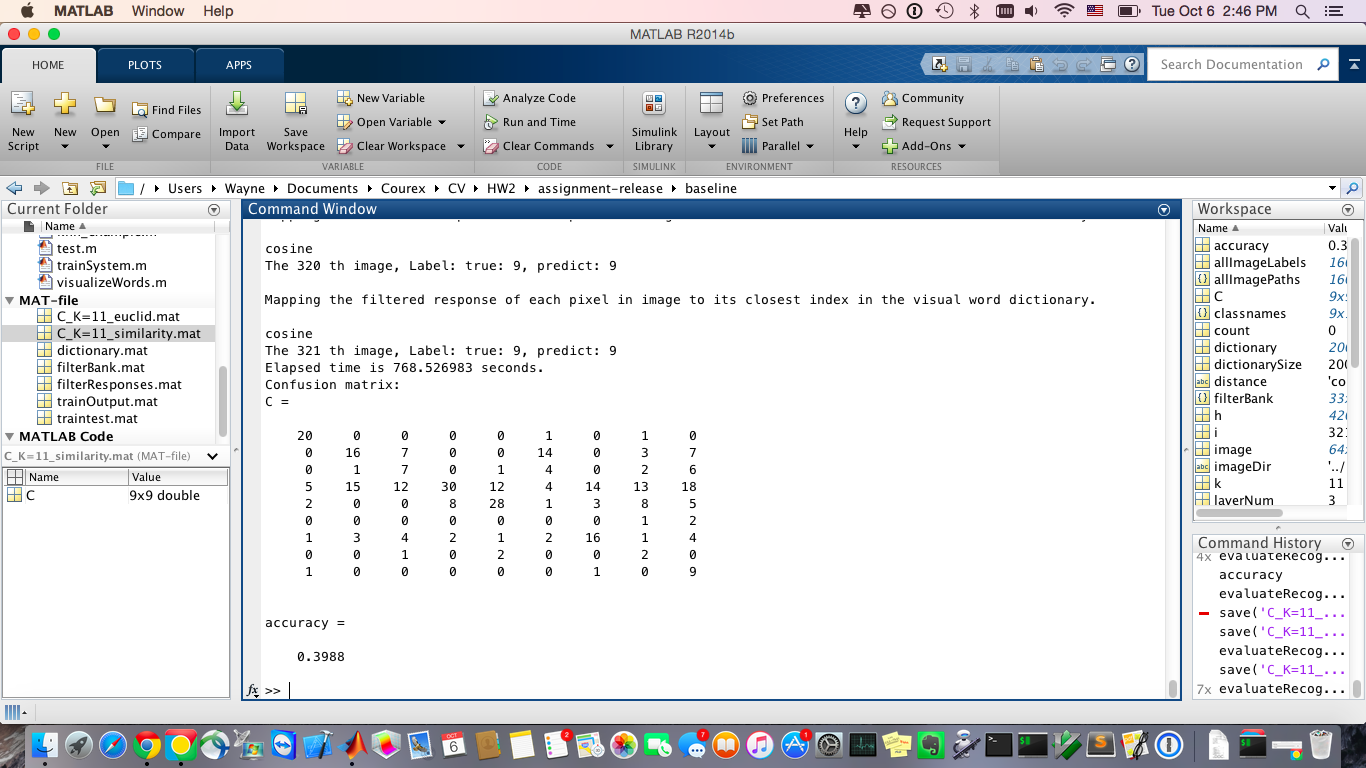 MATLAB Window Help Tue Oct 6 2:46 PM
MATLAB R2014b
HOME PLOTS APPS Search Documentation
New Script New Open Find Files Compare
FILE
Import Data Save Workspace New Variable Open Variable Clear Workspace
VARIABLE
Analyze Code Run and Time Clear Commands
CODE
Simulink Library
SIMULINK
Layout Preferences Set Path Parallel
ENVIRONMENT
Help Community Request Support Add-Ons
RESOURCES
/ Users Wayne Documents Courex CV HW2 assignment-release baseline
Current Folder
Name
test.m
trainSystem.m
visualizeWords.m
MAT-file
C_K=11_euclid.mat
C_K=11_similarity.mat
dictionary.mat
filterBank.mat
filterResponses.mat
trainOutput.mat
traintest.mat
MATLAB Code
C_K=11_similarity.mat (MAT-file)
Name Value
C 9x9 double
Command Window
cosine
The 320 th image, Label: true: 9, predict: 9
Mapping the filtered response of each pixel in image to its closest index in the visual word dictionary.
cosine
The 321 th image, Label: true: 9, predict: 9
Elapsed time is 768.526983 seconds.
Confusion matrix:
C =
20 0 0 0 0 1 0 1 0
0 16 7 0 0 14 0 3 7
0 1 7 0 1 4 0 2 6
5 15 12 30 12 4 14 13 18
2 0 0 8 28 1 3 8 5
0 0 0 0 0 0 0 1 2
1 3 4 2 1 2 16 1 4
0 0 1 0 2 0 0 2 0
1 0 0 0 0 0 1 0 9
accuracy =
0.3988
fx >>
Workspace
Name Valu
accuracy 0.3
allImageLabels 160
allImagePaths 160
C 9x9
classnames 9x
count 0
dictionary 200
dictionarySize 200
distance 'co
filterBank 33x
h 420
i 321
image 64x
imageDir '../
k 11
layerNum 3
Command History
4x evaluateRecog...
accuracy
evaluateRecog...
save('C_K=11_...
save('C_K=11_...
evaluateRecog...
save('C_K=11_...
7x evaluateRecog...
OCT
6
2
7
1